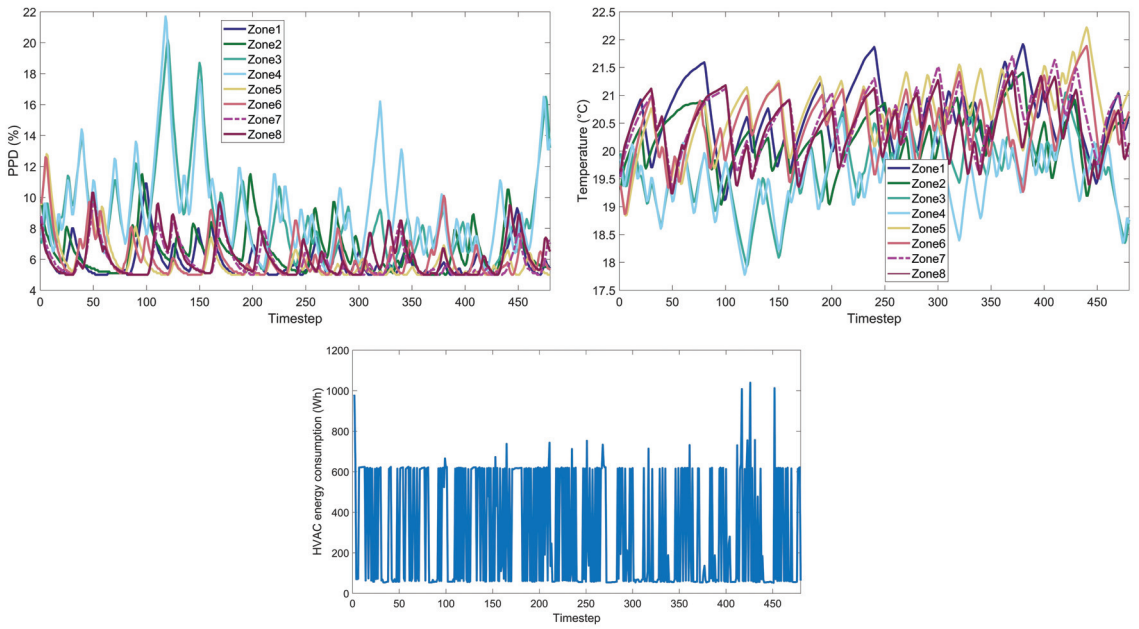 22
20
18
16
14
12
10
8
6
4
PPD (%)
0 50 100 150 200 250 300 350 400 450
Timestep
Zone1
Zone2
Zone3
Zone4
Zone5
Zone6
Zone7
Zone8
22.5
22
21.5
21
20.5
20
19.5
19
18.5
18
17.5
Temperature (°C)
0 50 100 150 200 250 300 350 400 450
Timestep
Zone1
Zone2
Zone3
Zone4
Zone5
Zone6
Zone7
Zone8
1200
1000
800
600
400
200
0
HVAC energy consumption (Wh)
0 50 100 150 200 250 300 350 400 450
Timestep